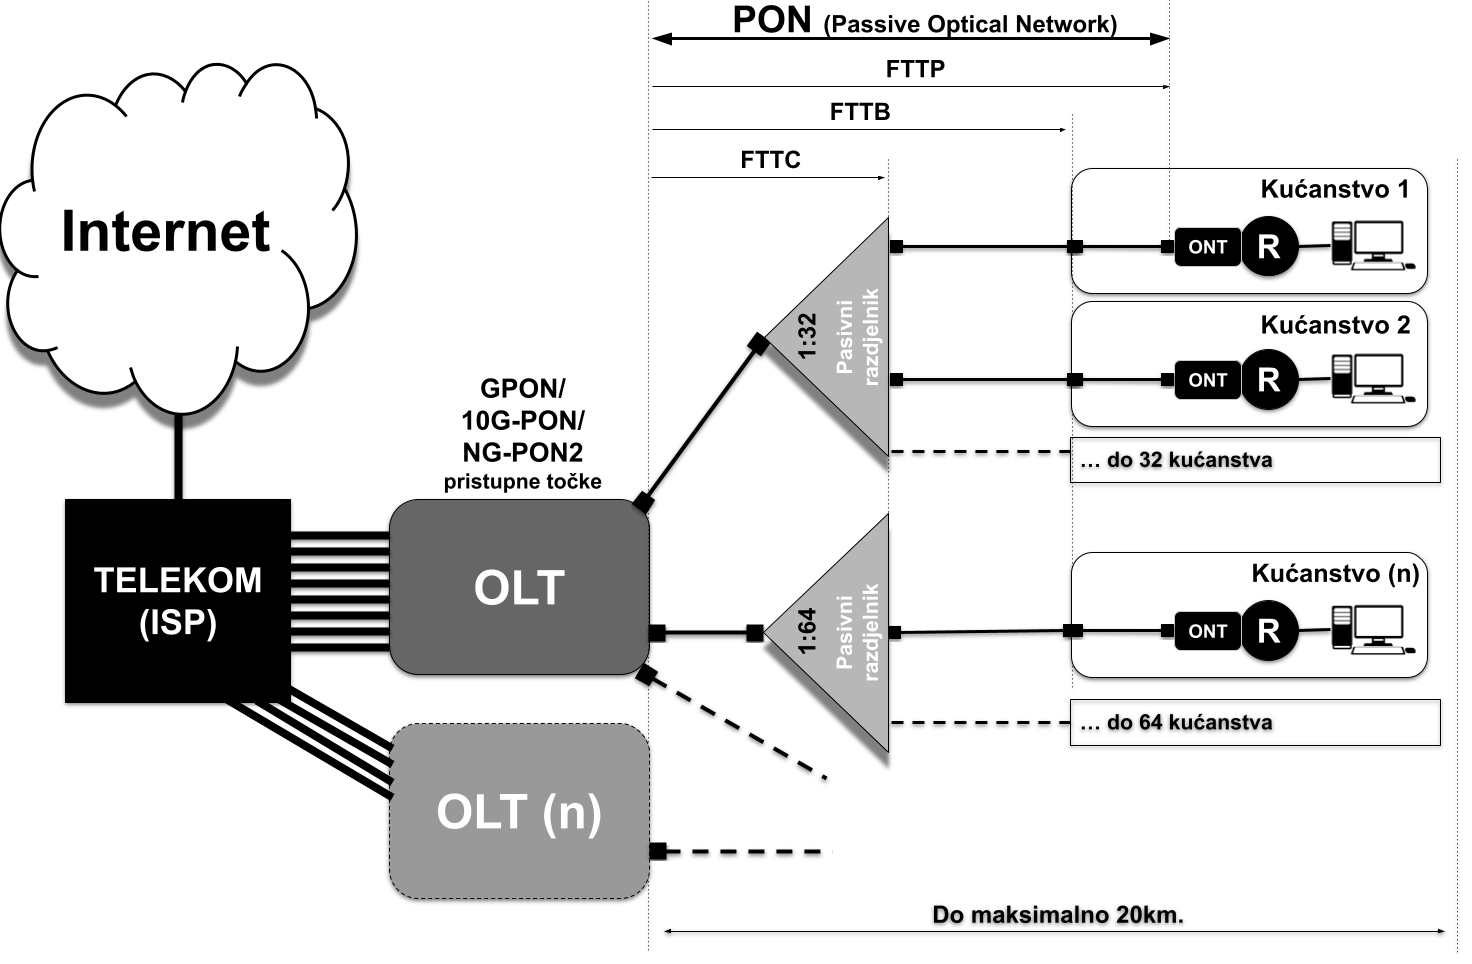 PON (Passive Optical Network)
FTTP
FTTB
FTTC
Internet
Kućanstvo 1
ONT R
1:32
Pasivni
razdjelnik
Kućanstvo 2
ONT R
GPON/
10G-PON/
NG-PON2
pristupne točke
... do 32 kućanstva
TELEKOM
(ISP)
OLT
1:64
Pasivni
razdjelnik
Kućanstvo (n)
ONT R
... do 64 kućanstva
OLT (n)
Do maksimalno 20km.